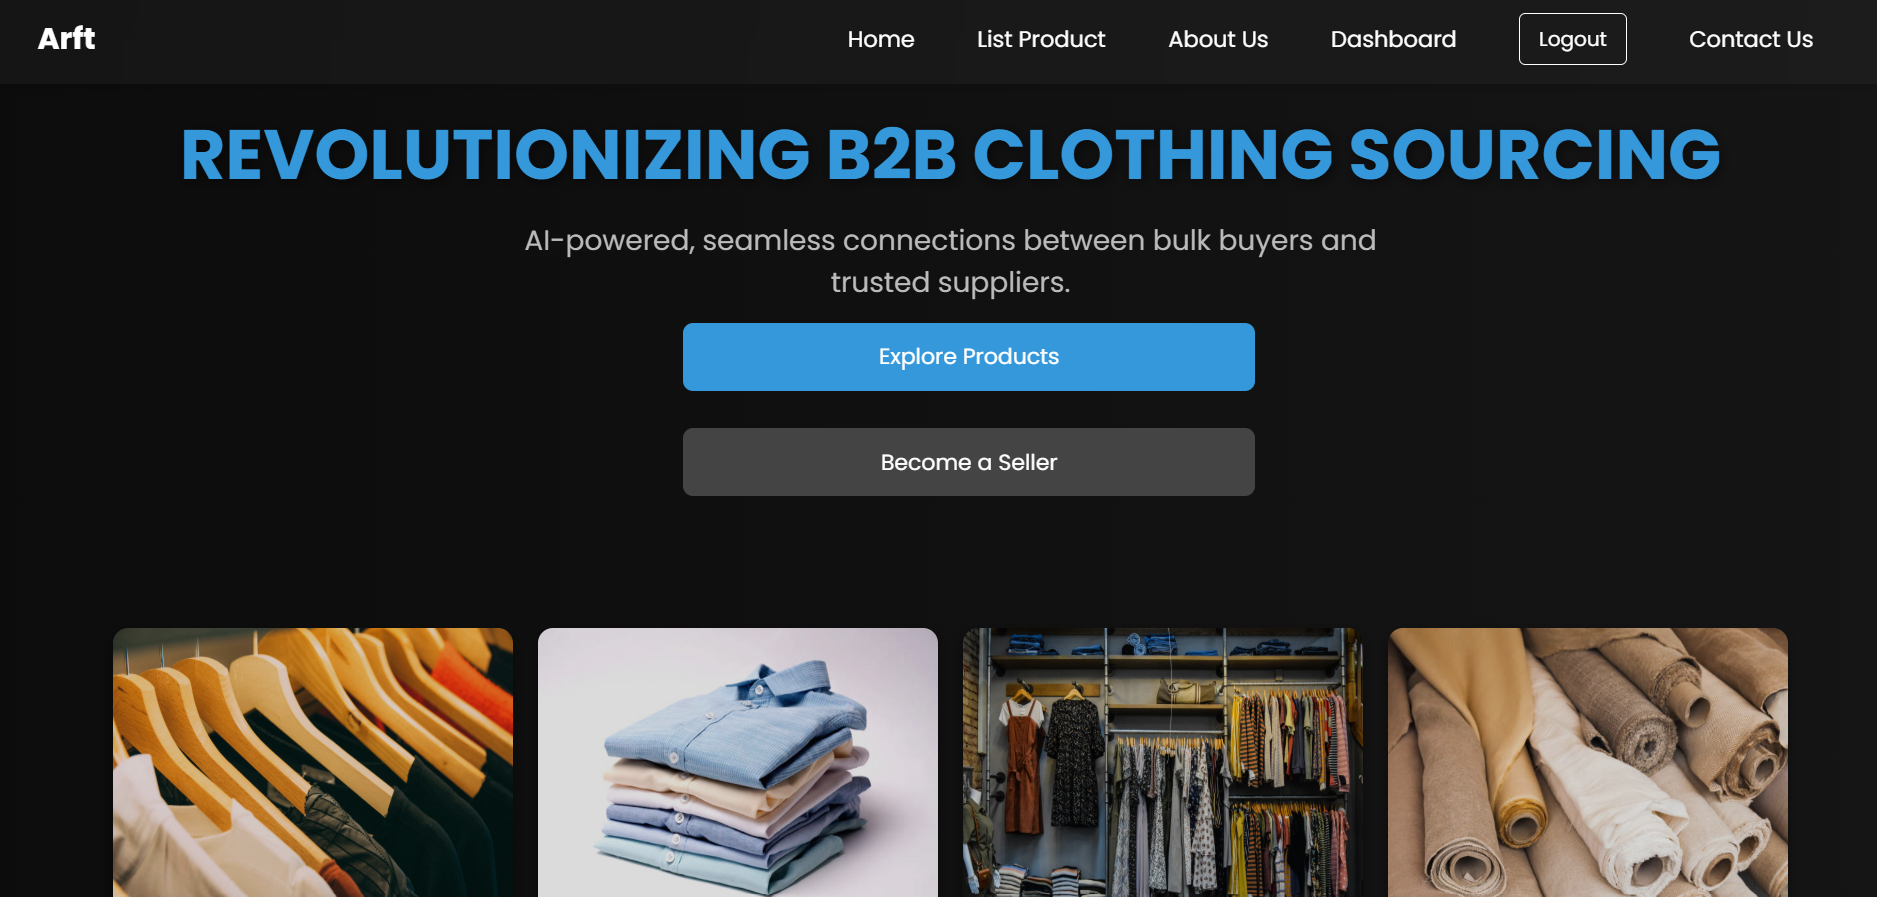 Arft
Home
List Product
About Us
Dashboard
Logout
Contact Us
REVOLUTIONIZING B2B CLOTHING SOURCING
AI-powered, seamless connections between bulk buyers and
trusted suppliers.
Explore Products
Become a Seller